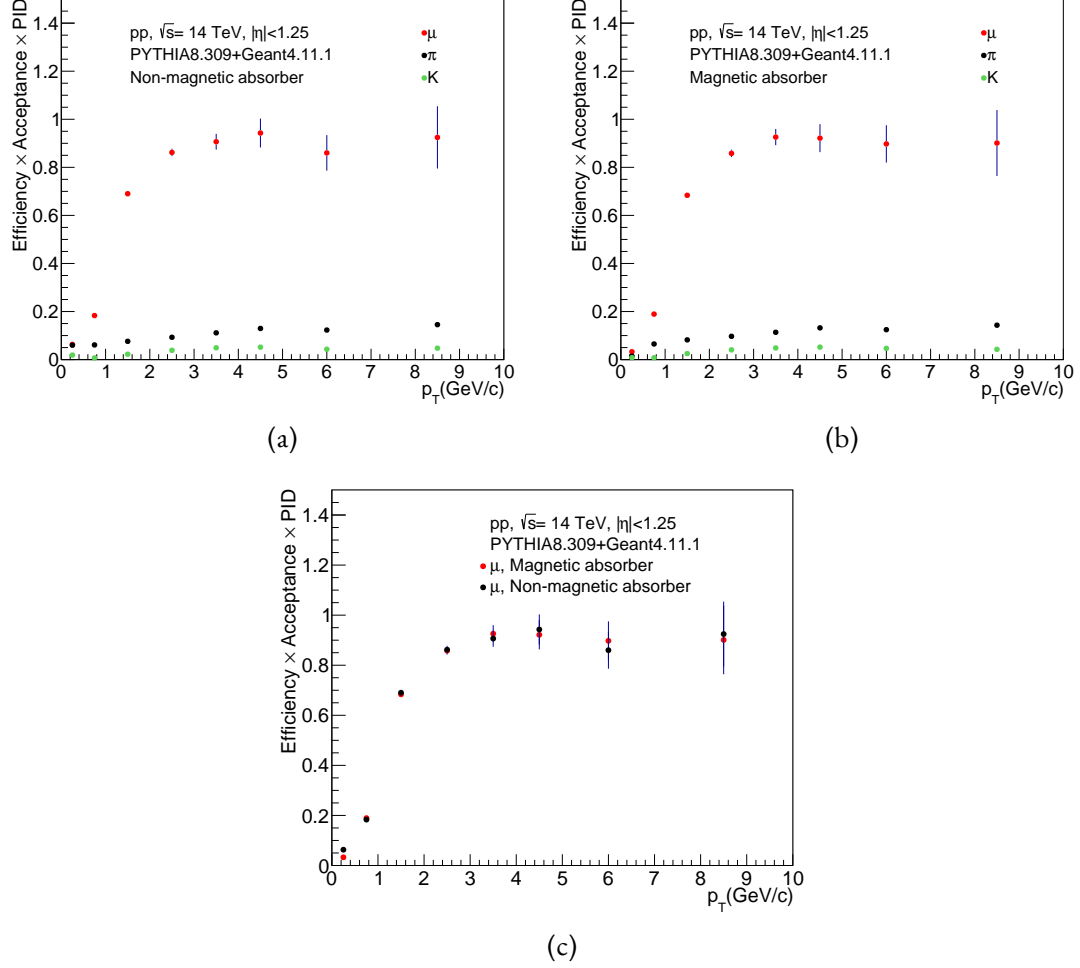 pp, √s= 14 TeV, |η|<1.25
PYTHIA8.309+Geant4.11.1
Non-magnetic absorber
μ
π
K
Efficiency × Acceptance × PID
1.4
1.2
1
0.8
0.6
0.4
0.2
0
0 1 2 3 4 5 6 7 8 9 10
p_T(GeV/c)
(a)
pp, √s= 14 TeV, |η|<1.25
PYTHIA8.309+Geant4.11.1
Magnetic absorber
μ
π
K
Efficiency × Acceptance × PID
1.4
1.2
1
0.8
0.6
0.4
0.2
0
0 1 2 3 4 5 6 7 8 9 10
p_T(GeV/c)
(b)
pp, √s= 14 TeV, |η|<1.25
PYTHIA8.309+Geant4.11.1
μ, Magnetic absorber
μ, Non-magnetic absorber
Efficiency × Acceptance × PID
1.4
1.2
1
0.8
0.6
0.4
0.2
0
0 1 2 3 4 5 6 7 8 9 10
p_T(GeV/c)
(c)